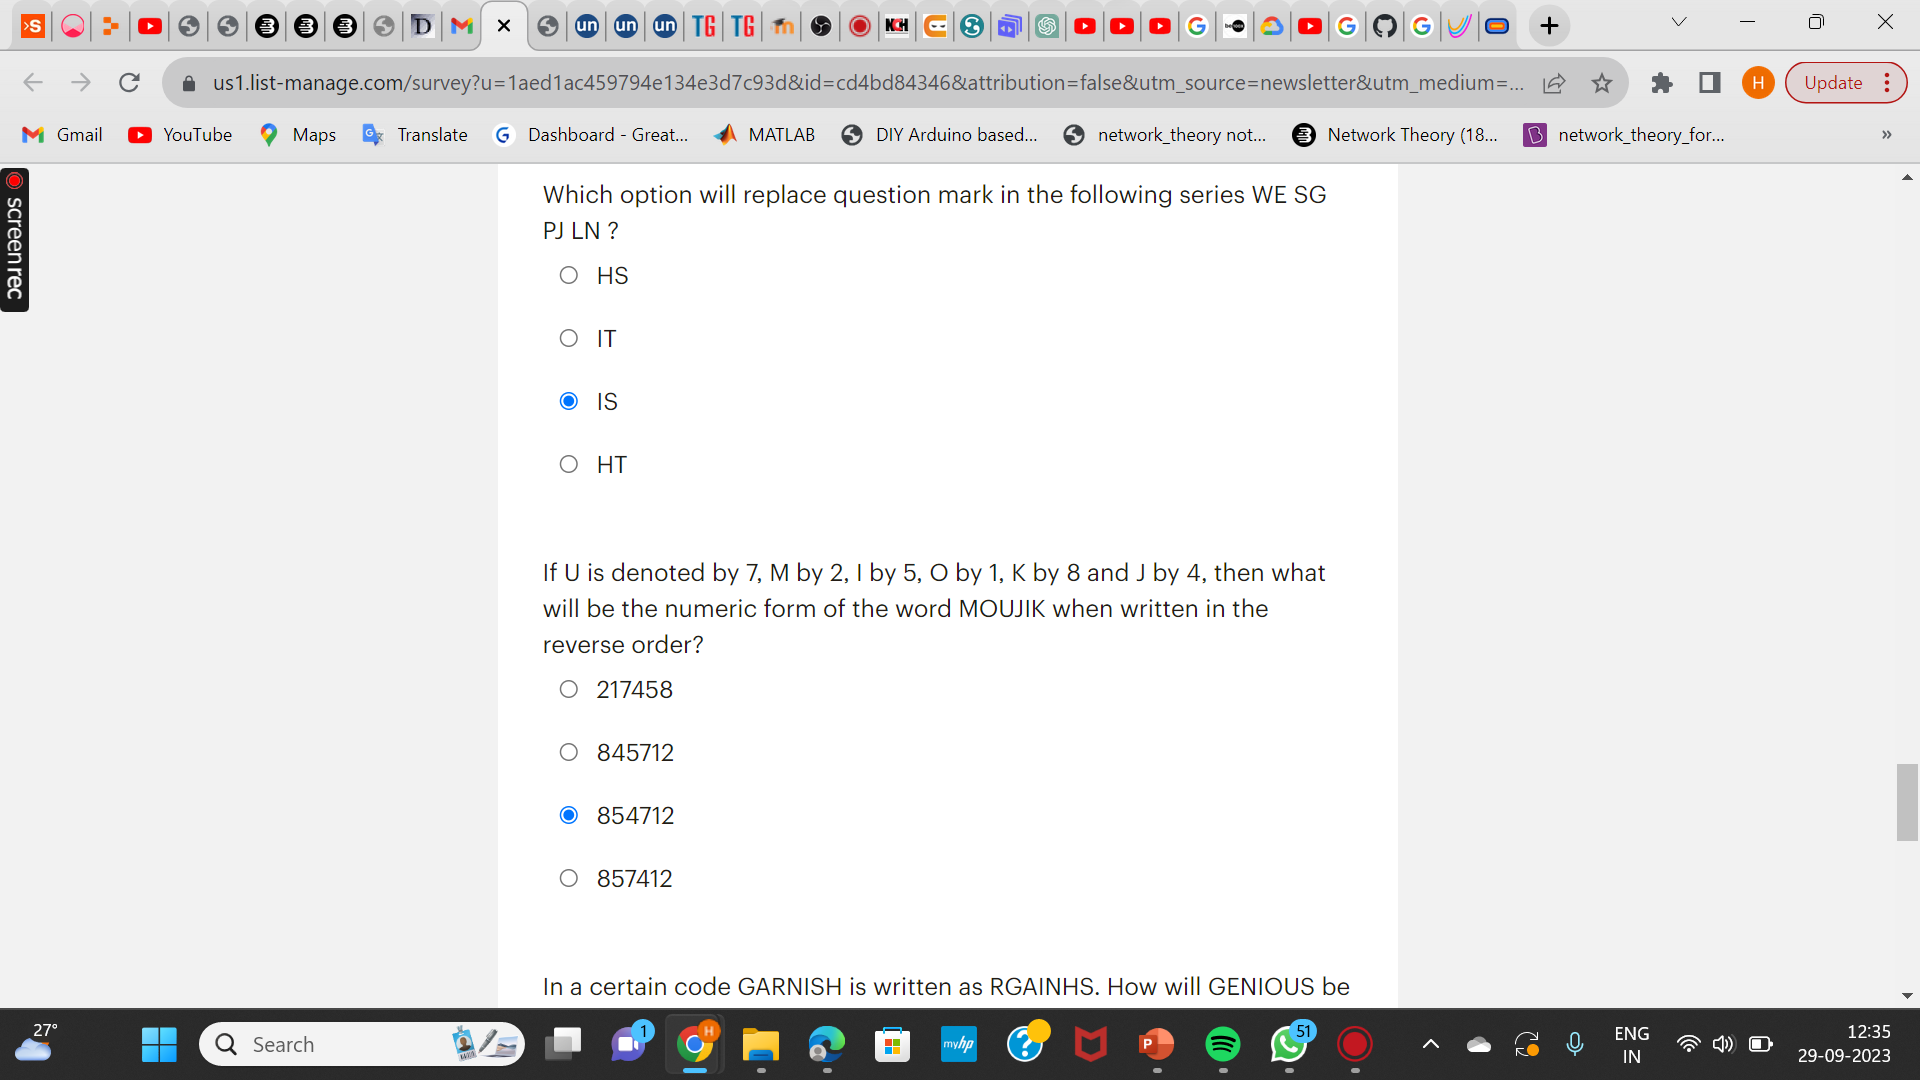 us1.list-manage.com/survey?u=1aed1ac459794e134e3d7c93d&id=cd4bd84346&attribution=false&utm_source=newsletter&utm_medium=...
H
Update
Gmail
YouTube
Maps
Translate
Dashboard - Great...
MATLAB
DIY Arduino based...
network_theory not...
Network Theory (18...
network_theory_for...
»
screenrec
Which option will replace question mark in the following series WE SG
PJ LN ?
HS
IT
IS
HT
If U is denoted by 7, M by 2, I by 5, O by 1, K by 8 and J by 4, then what
will be the numeric form of the word MOUJIK when written in the
reverse order?
217458
845712
854712
857412
In a certain code GARNISH is written as RGAINHS. How will GENIOUS be
27°
Search
1
H
myhp
51
ENG
IN
12:35
29-09-2023